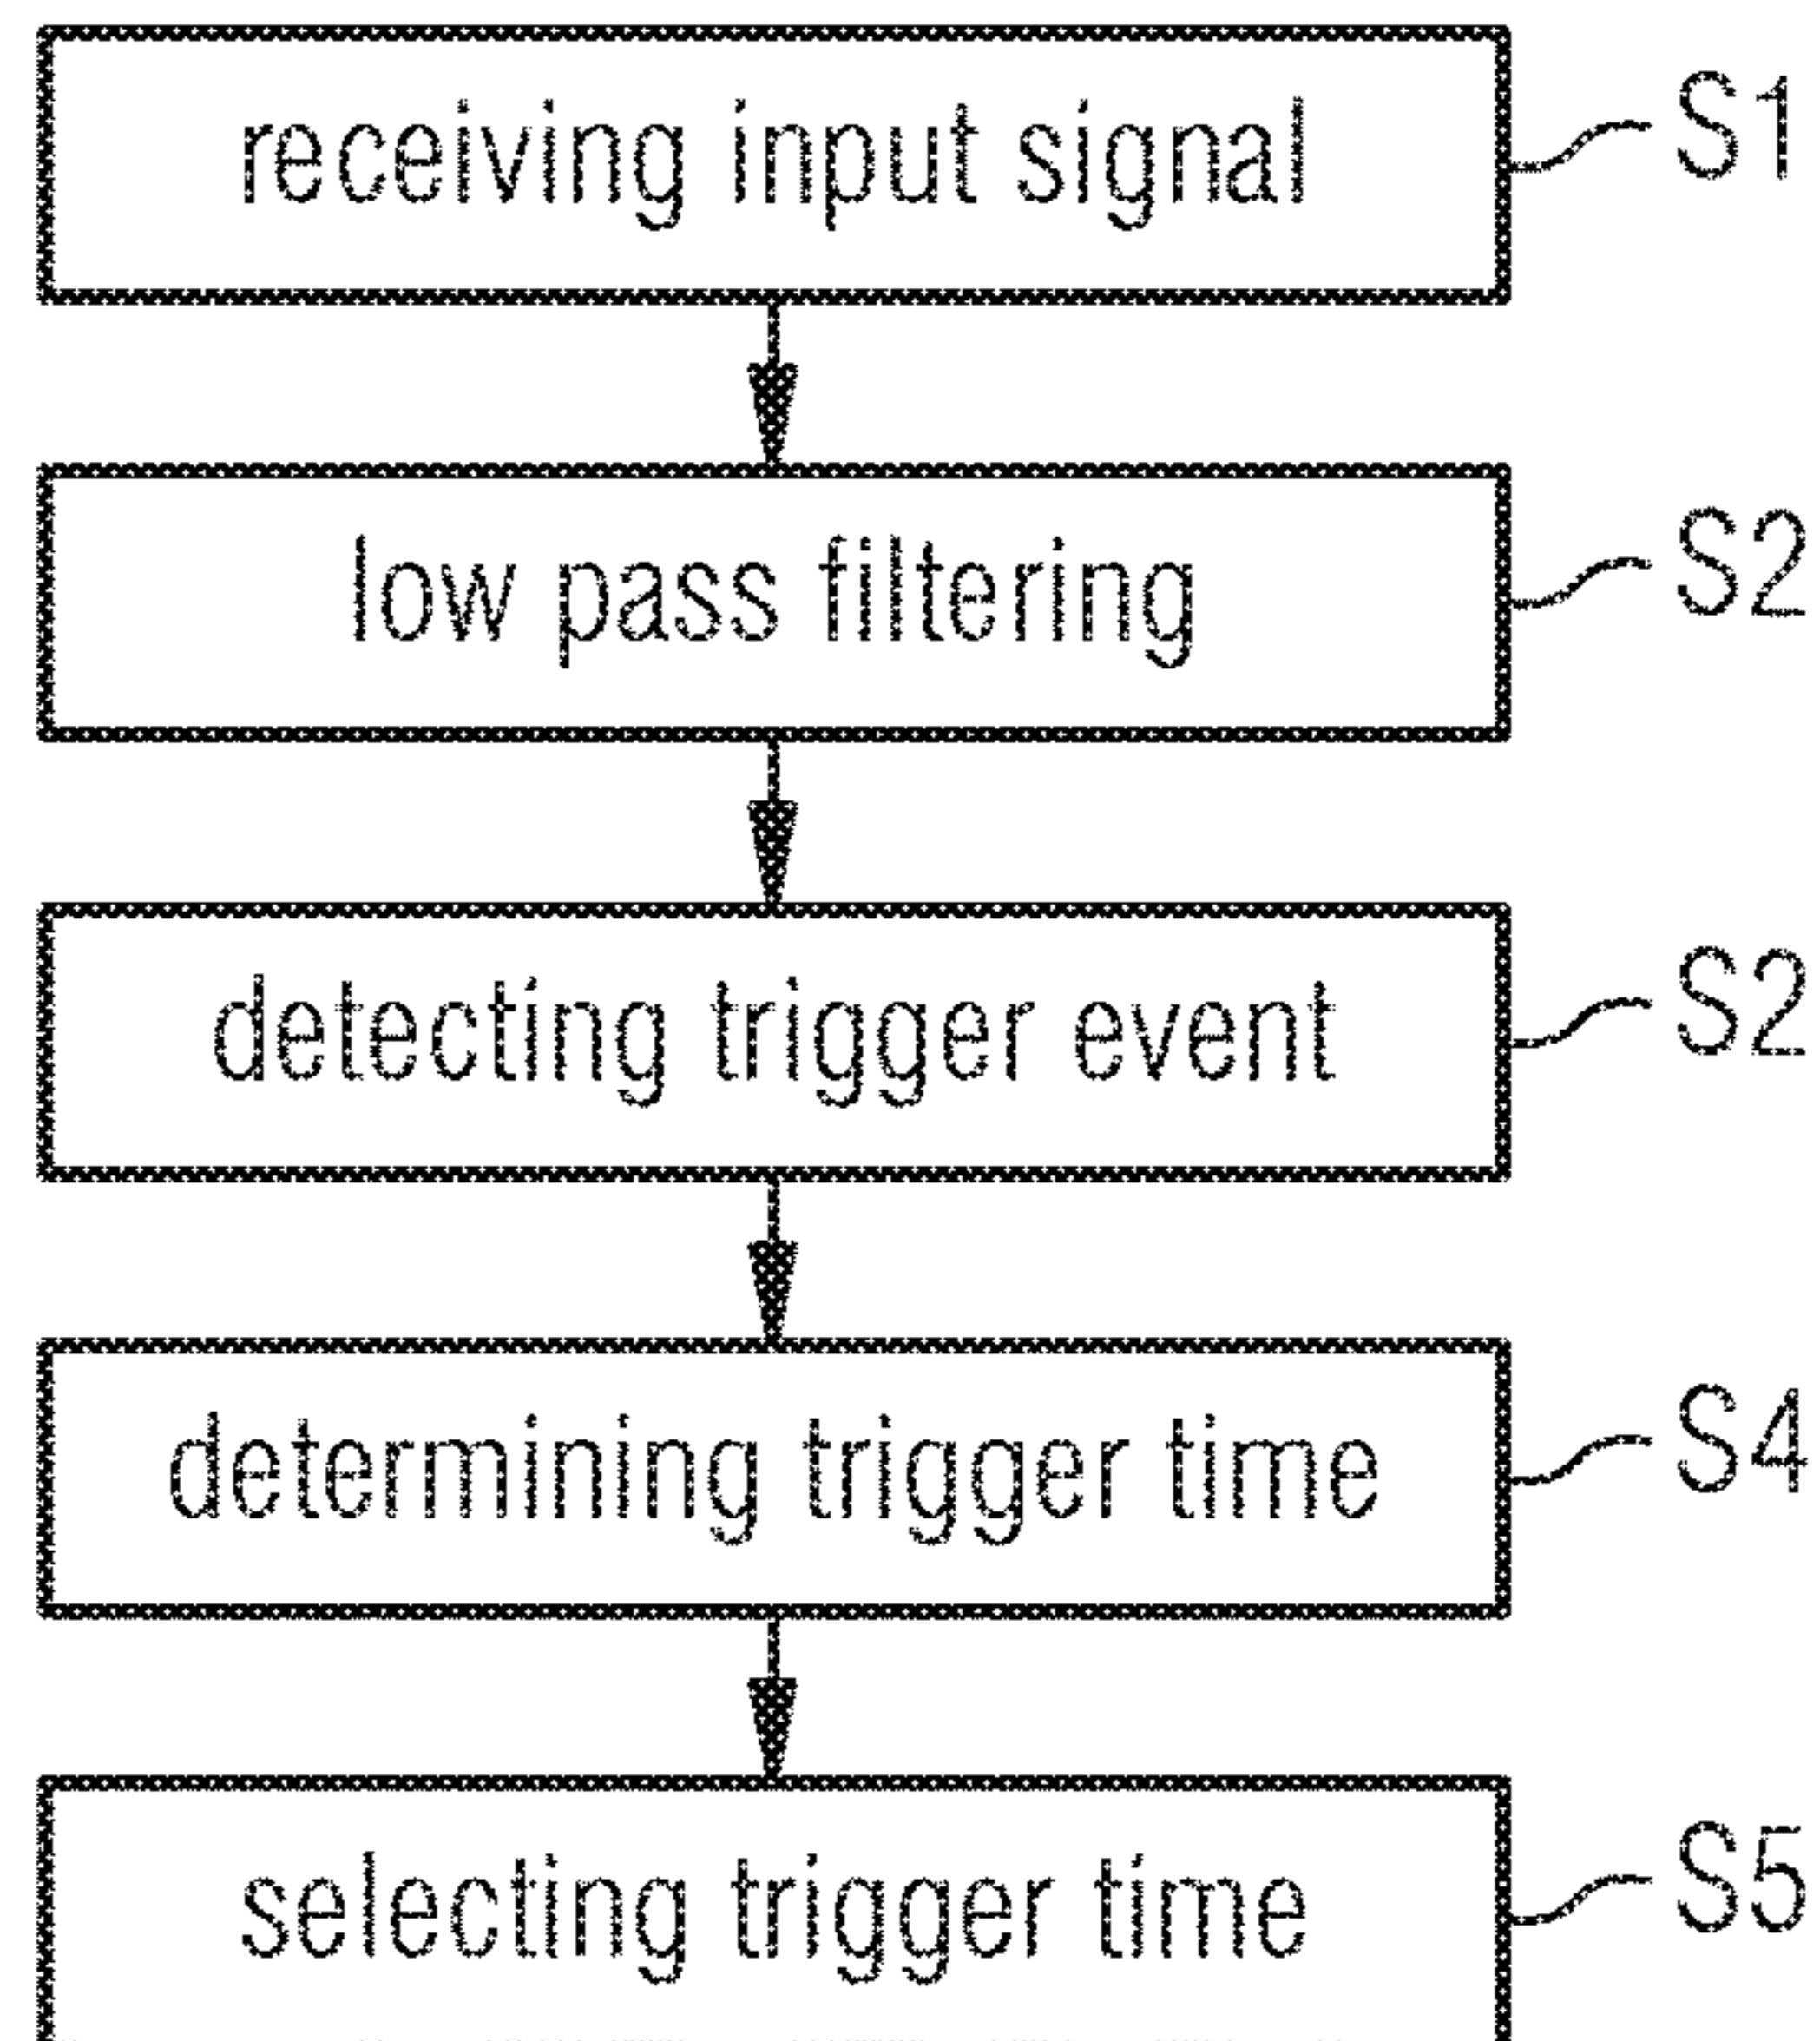 receiving input signal S1
low pass filtering S2
detecting trigger event S2
determining trigger time S4
selecting trigger time S5